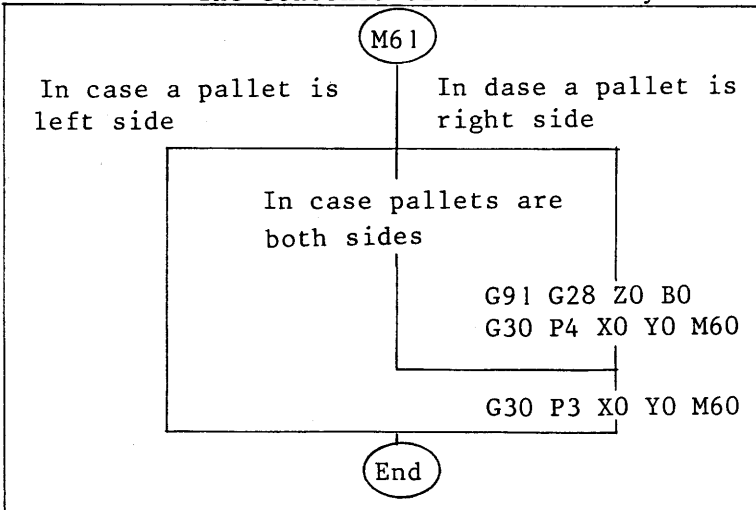 M61
In case a pallet is
left side
In dase a pallet is
right side
In case pallets are
both sides
G91 G28 Z0 B0
G30 P4 X0 Y0 M60
G30 P3 X0 Y0 M60
End